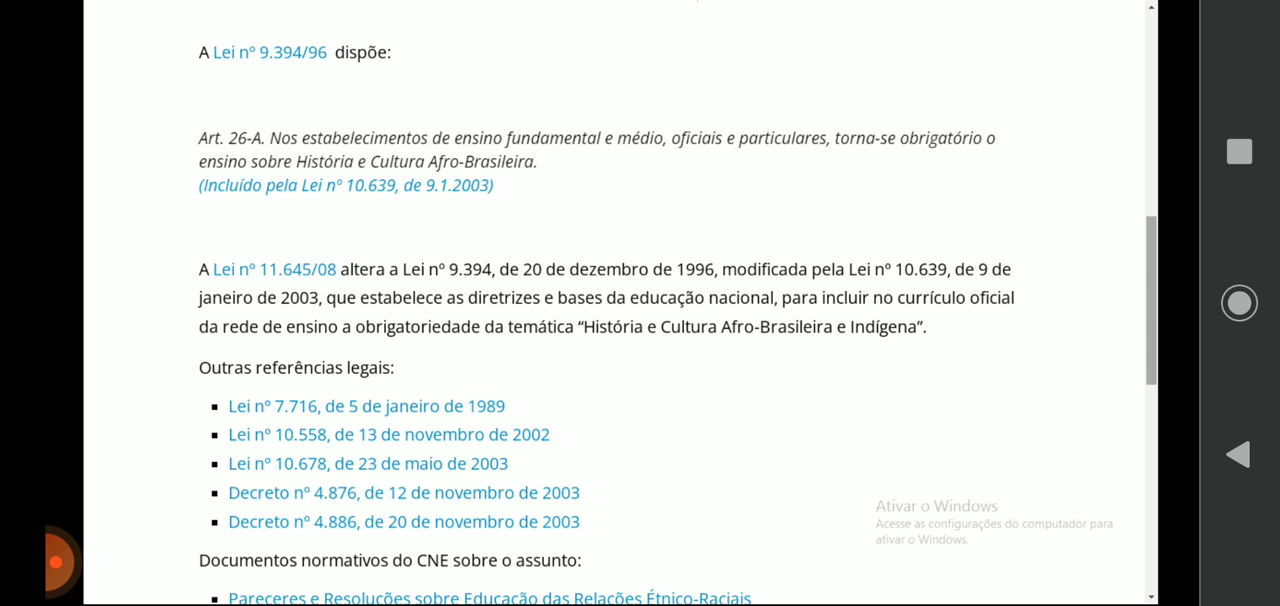 A Lei nº 9.394/96 dispõe:
Art. 26-A. Nos estabelecimentos de ensino fundamental e médio, oficiais e particulares, torna-se obrigatório o
ensino sobre História e Cultura Afro-Brasileira.
(Incluído pela Lei nº 10.639, de 9.1.2003)
A Lei nº 11.645/08 altera a Lei nº 9.394, de 20 de dezembro de 1996, modificada pela Lei nº 10.639, de 9 de
janeiro de 2003, que estabelece as diretrizes e bases da educação nacional, para incluir no currículo oficial
da rede de ensino a obrigatoriedade da temática “História e Cultura Afro-Brasileira e Indígena”.
Outras referências legais:
Lei nº 7.716, de 5 de janeiro de 1989
Lei nº 10.558, de 13 de novembro de 2002
Lei nº 10.678, de 23 de maio de 2003
Decreto nº 4.876, de 12 de novembro de 2003
Decreto nº 4.886, de 20 de novembro de 2003
Ativar o Windows
Acesse as configurações do computador para
ativar o Windows.
Documentos normativos do CNE sobre o assunto:
Pareceres e Resoluções sobre Educação das Relações Étnico-Raciais